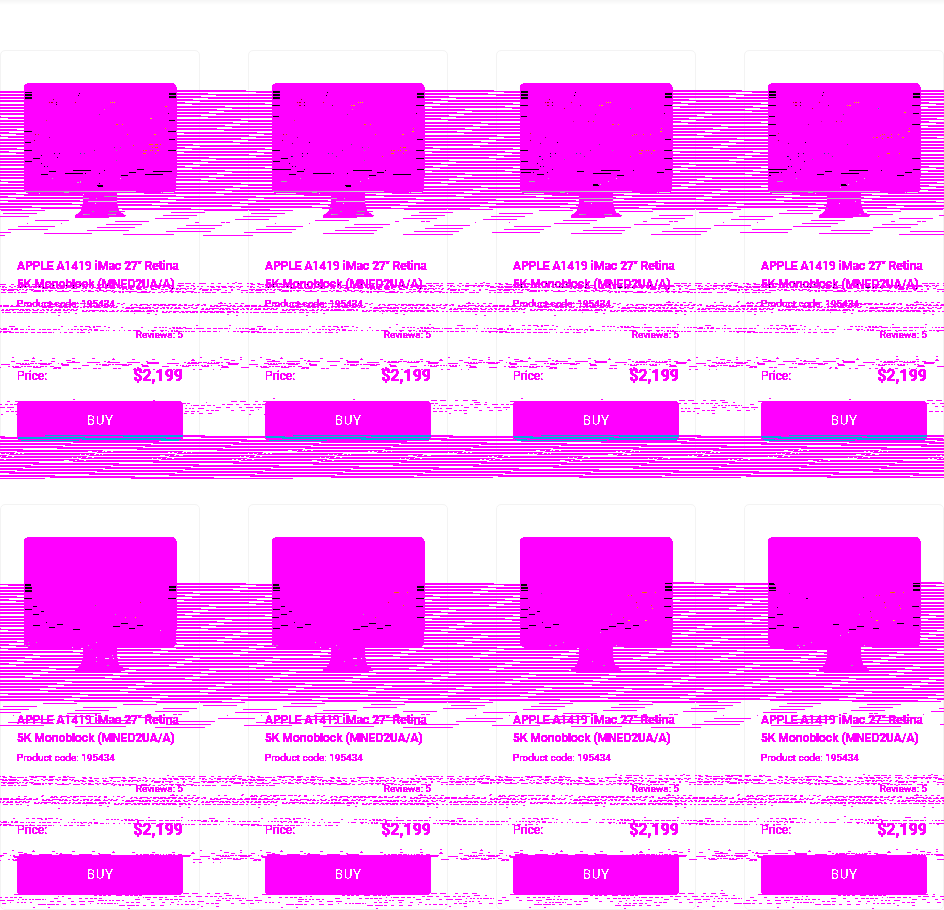 APPLE A1419 iMac 27" Retina
5K Monoblock (MNED2UA/A)
Product code: 195434
Reviews: 5
Price: $2,199
BUY
APPLE A1419 iMac 27" Retina
5K Monoblock (MNED2UA/A)
Product code: 195434
Reviews: 5
Price: $2,199
BUY
APPLE A1419 iMac 27" Retina
5K Monoblock (MNED2UA/A)
Product code: 195434
Reviews: 5
Price: $2,199
BUY
APPLE A1419 iMac 27" Retina
5K Monoblock (MNED2UA/A)
Product code: 195434
Reviews: 5
Price: $2,199
BUY
APPLE A1419 iMac 27" Retina
5K Monoblock (MNED2UA/A)
Product code: 195434
Reviews: 5
Price: $2,199
BUY
APPLE A1419 iMac 27" Retina
5K Monoblock (MNED2UA/A)
Product code: 195434
Reviews: 5
Price: $2,199
BUY
APPLE A1419 iMac 27" Retina
5K Monoblock (MNED2UA/A)
Product code: 195434
Reviews: 5
Price: $2,199
BUY
APPLE A1419 iMac 27" Retina
5K Monoblock (MNED2UA/A)
Product code: 195434
Reviews: 5
Price: $2,199
BUY